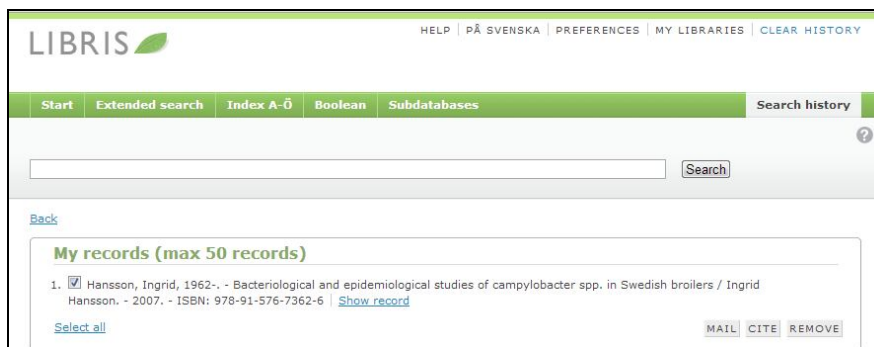 LIBRIS
HELP | PÅ SVENSKA | PREFERENCES | MY LIBRARIES | CLEAR HISTORY
Start Extended search Index A-Ö Boolean Subdatabases Search history
?
Search
Back
My records (max 50 records)
1. Hansson, Ingrid, 1962-. - Bacteriological and epidemiological studies of campylobacter spp. in Swedish broilers / Ingrid
Hansson. - 2007. - ISBN: 978-91-576-7362-6 | Show record
Select all MAIL CITE REMOVE